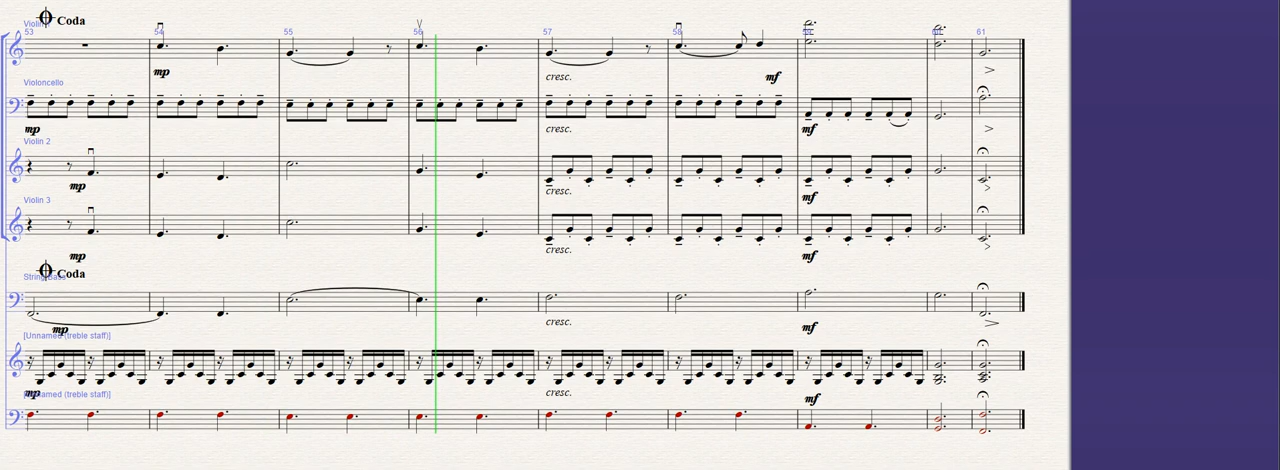 Coda
Violin 1
53 54 55 56 57 58 59 60 61
mp cresc. mf
Violoncello
mp cresc. mf
Violin 2
mp cresc. mf
Violin 3
mp cresc. mf
Coda
String Bass
mp cresc. mf
[Unnamed (treble staff)]
mp cresc. mf
[Unnamed (treble staff)]